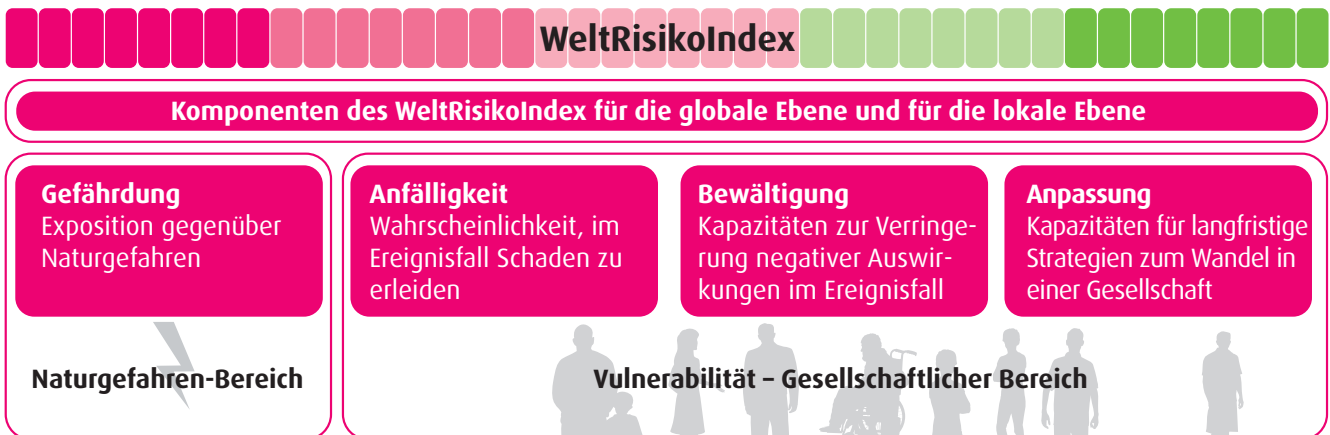 WeltRisikoIndex
Komponenten des WeltRisikoIndex für die globale Ebene und für die lokale Ebene
Gefährdung
Exposition gegenüber
Naturgefahren
Anfälligkeit
Wahrscheinlichkeit, im
Ereignisfall Schaden zu
erleiden
Bewältigung
Kapazitäten zur Verringe-
rung negativer Auswir-
kungen im Ereignisfall
Anpassung
Kapazitäten für langfristige
Strategien zum Wandel in
einer Gesellschaft
Naturgefahren-Bereich
Vulnerabilität – Gesellschaftlicher Bereich